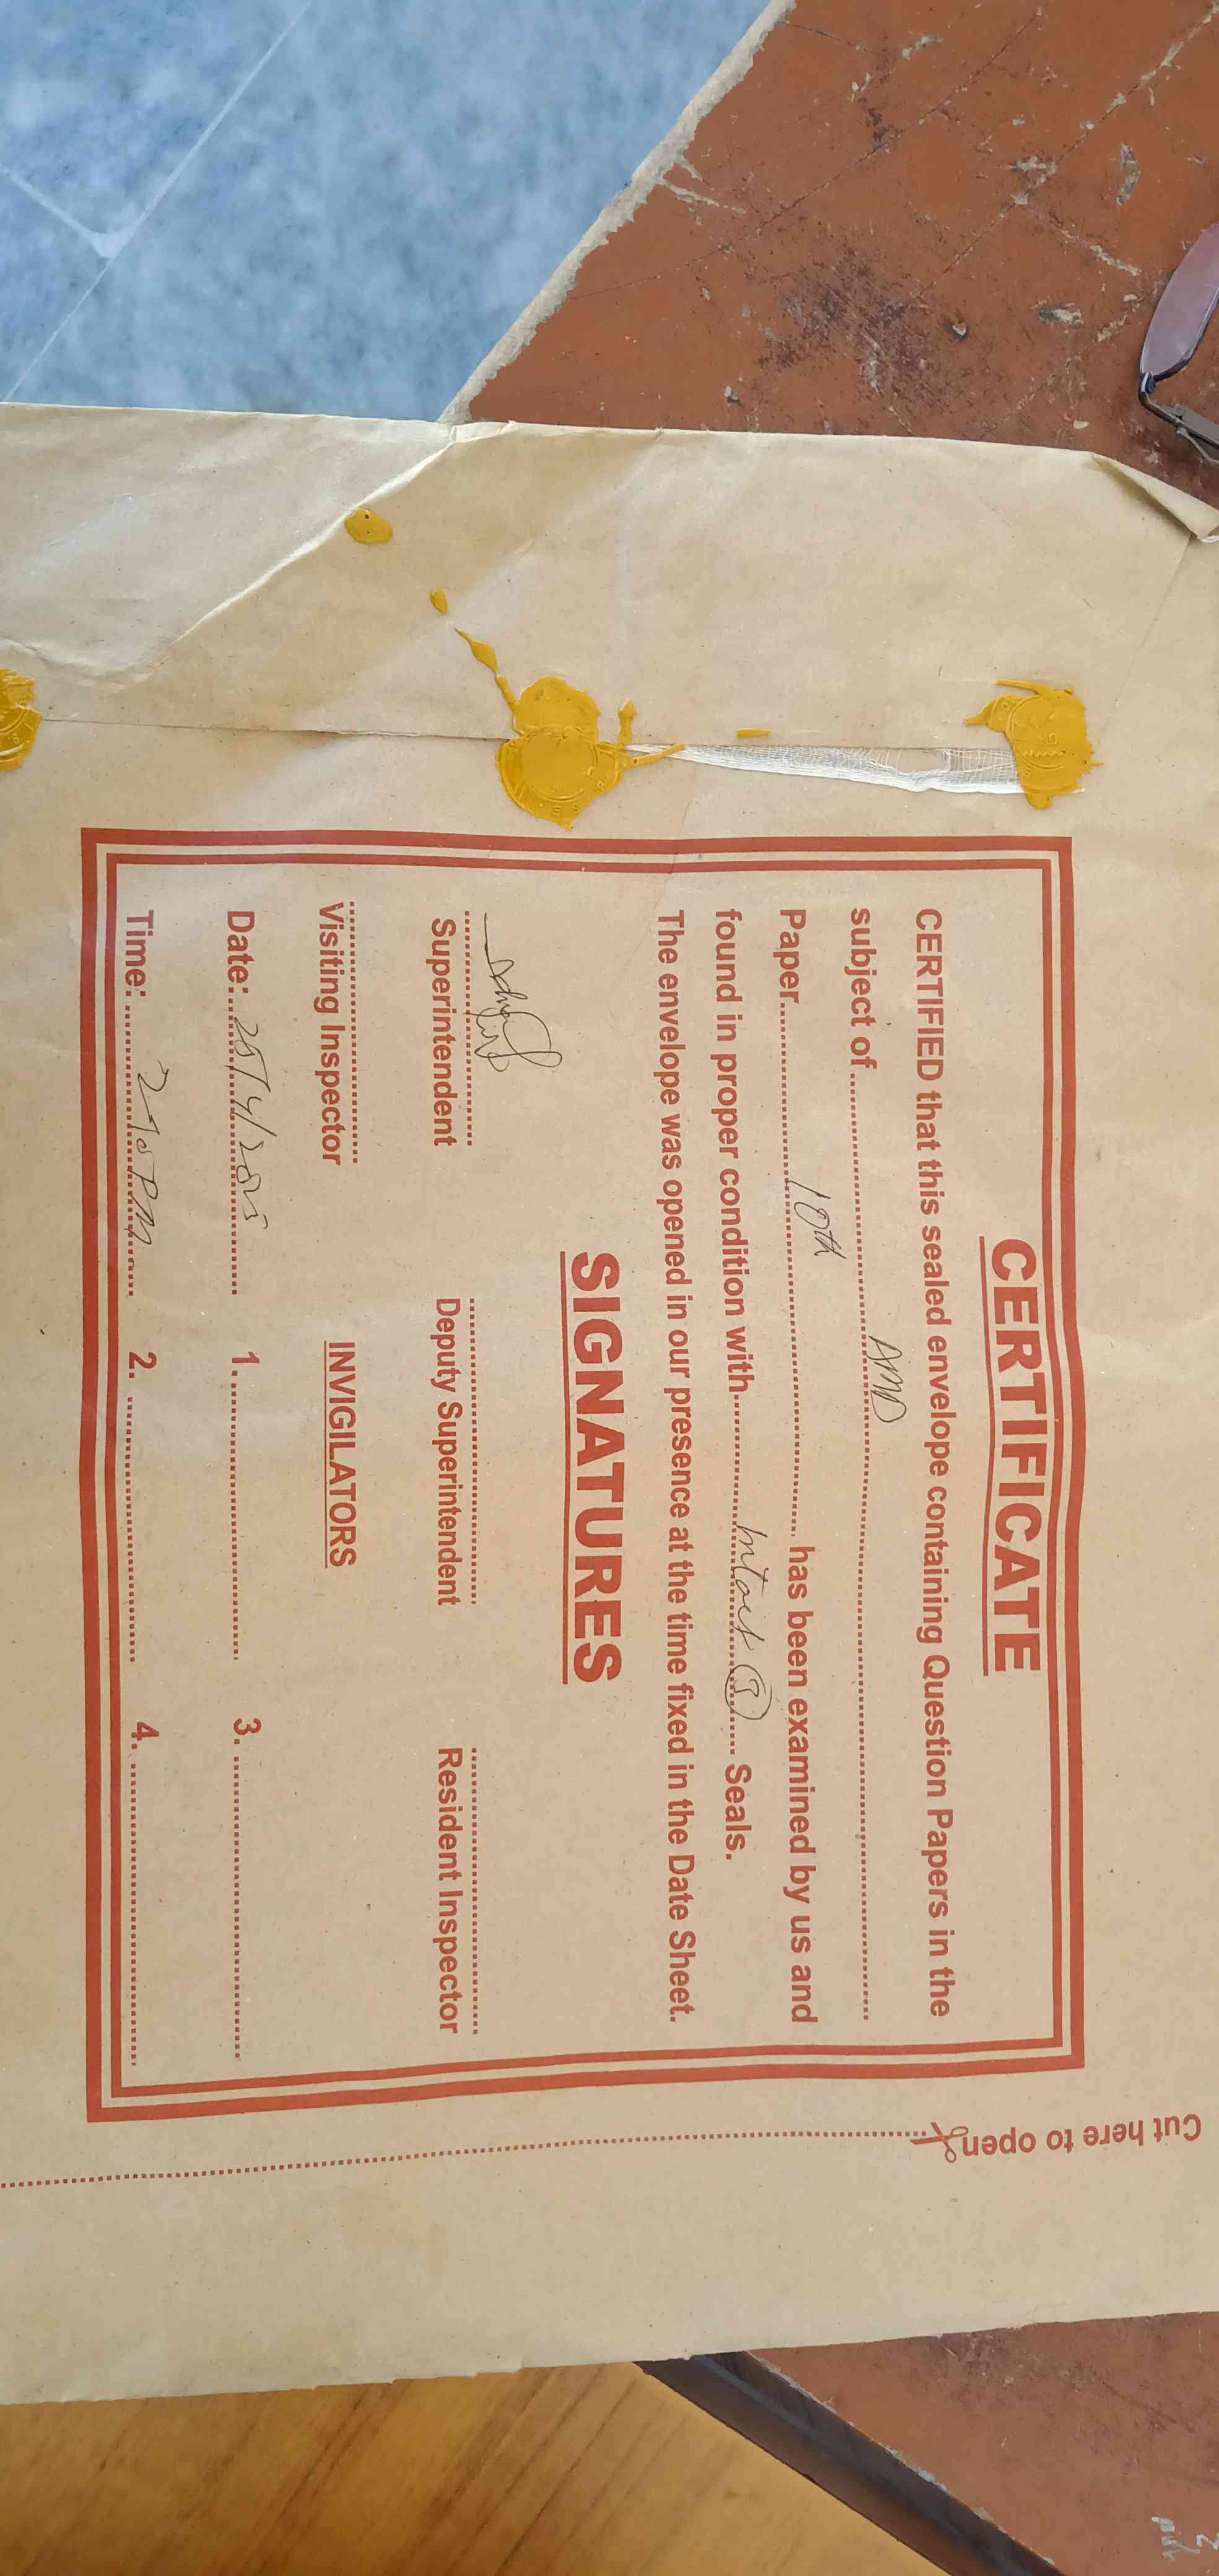 CERTIFICATE
CERTIFIED that this sealed envelope containing Question Papers in the
subject of ........ AMD ........
Paper........ 10th ........ has been examined by us and
found in proper condition with........ Intact (3) ........ Seals.
The envelope was opened in our presence at the time fixed in the Date Sheet.
SIGNATURES
Superintendent Deputy Superintendent Resident Inspector
Visiting Inspector INVIGILATORS
Date: 25/4/2025 1. ........ 3. ........
Time: ........ PM 2. ........ 4. ........
Cut here to open